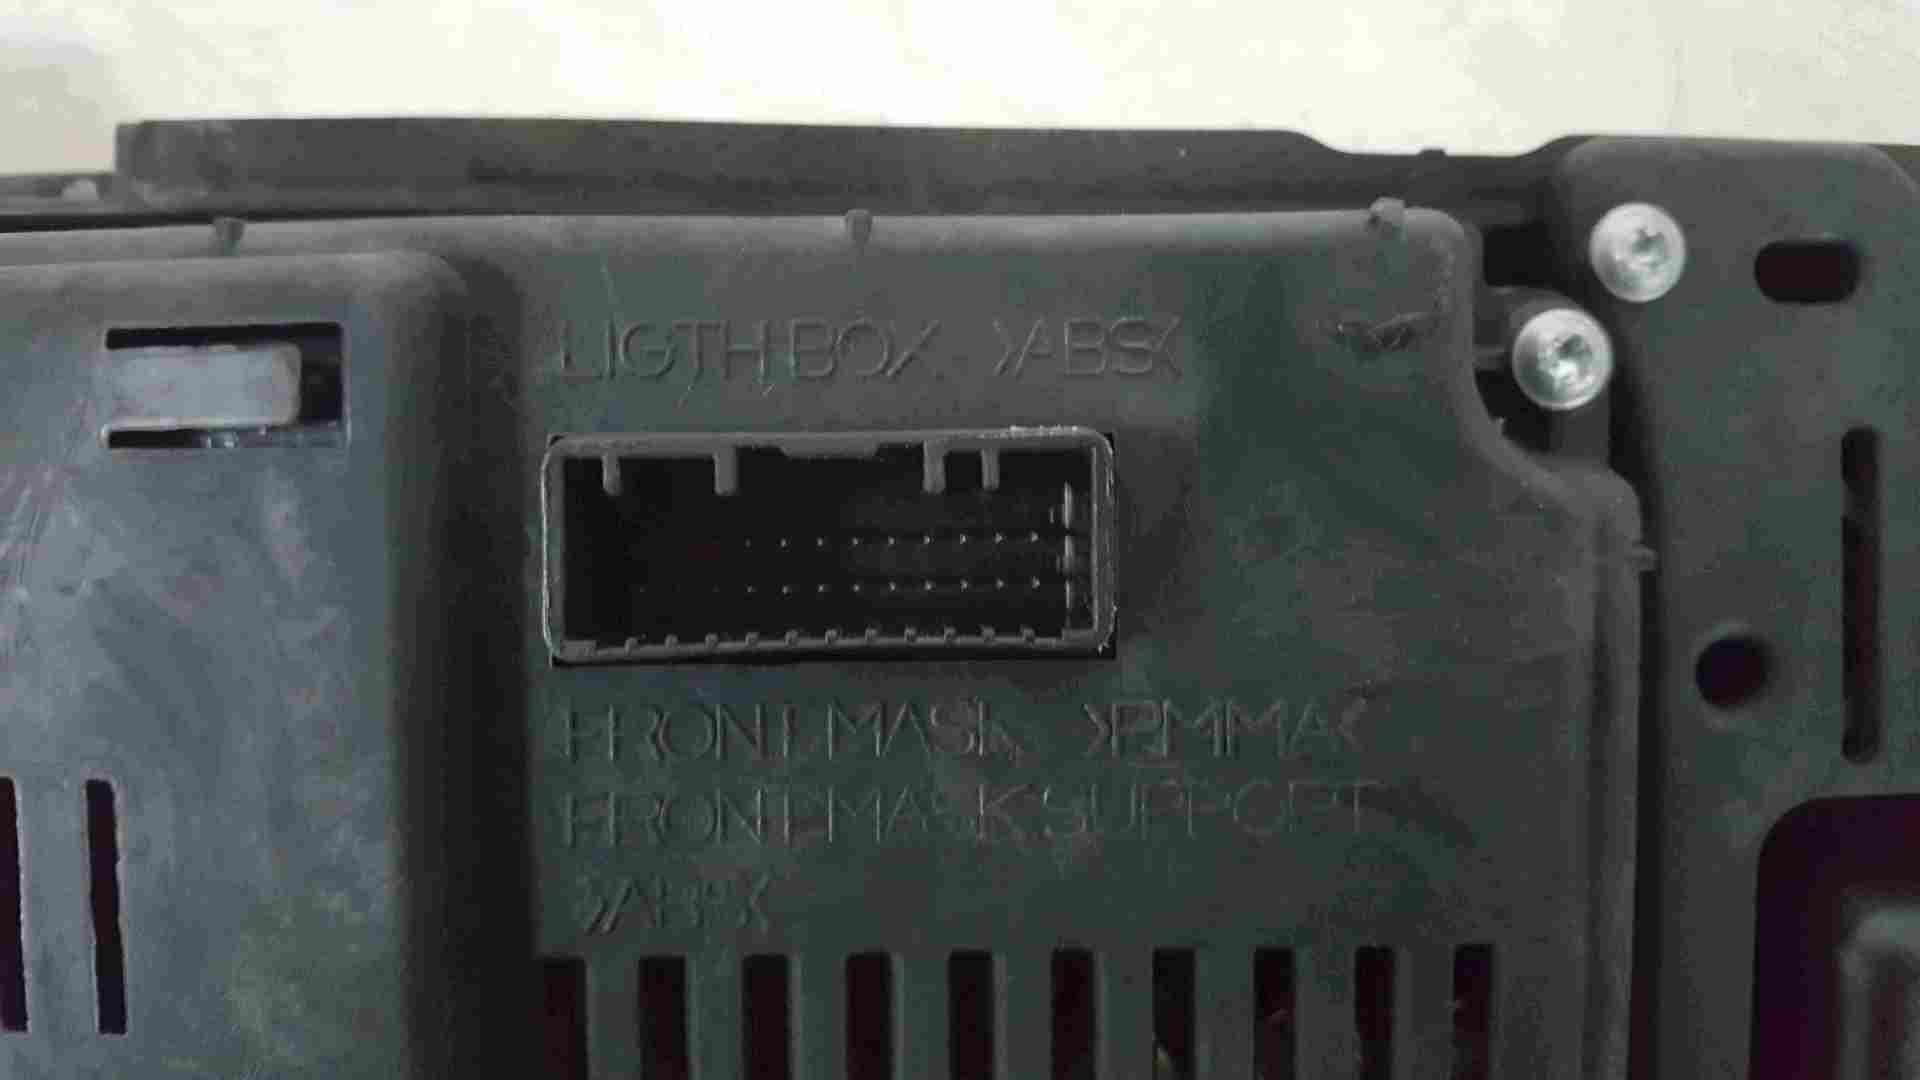 LIGTH BOX >ABS<
FRONT MASK >PMMA<
FRONT MASK SUPPORT
>ABS<